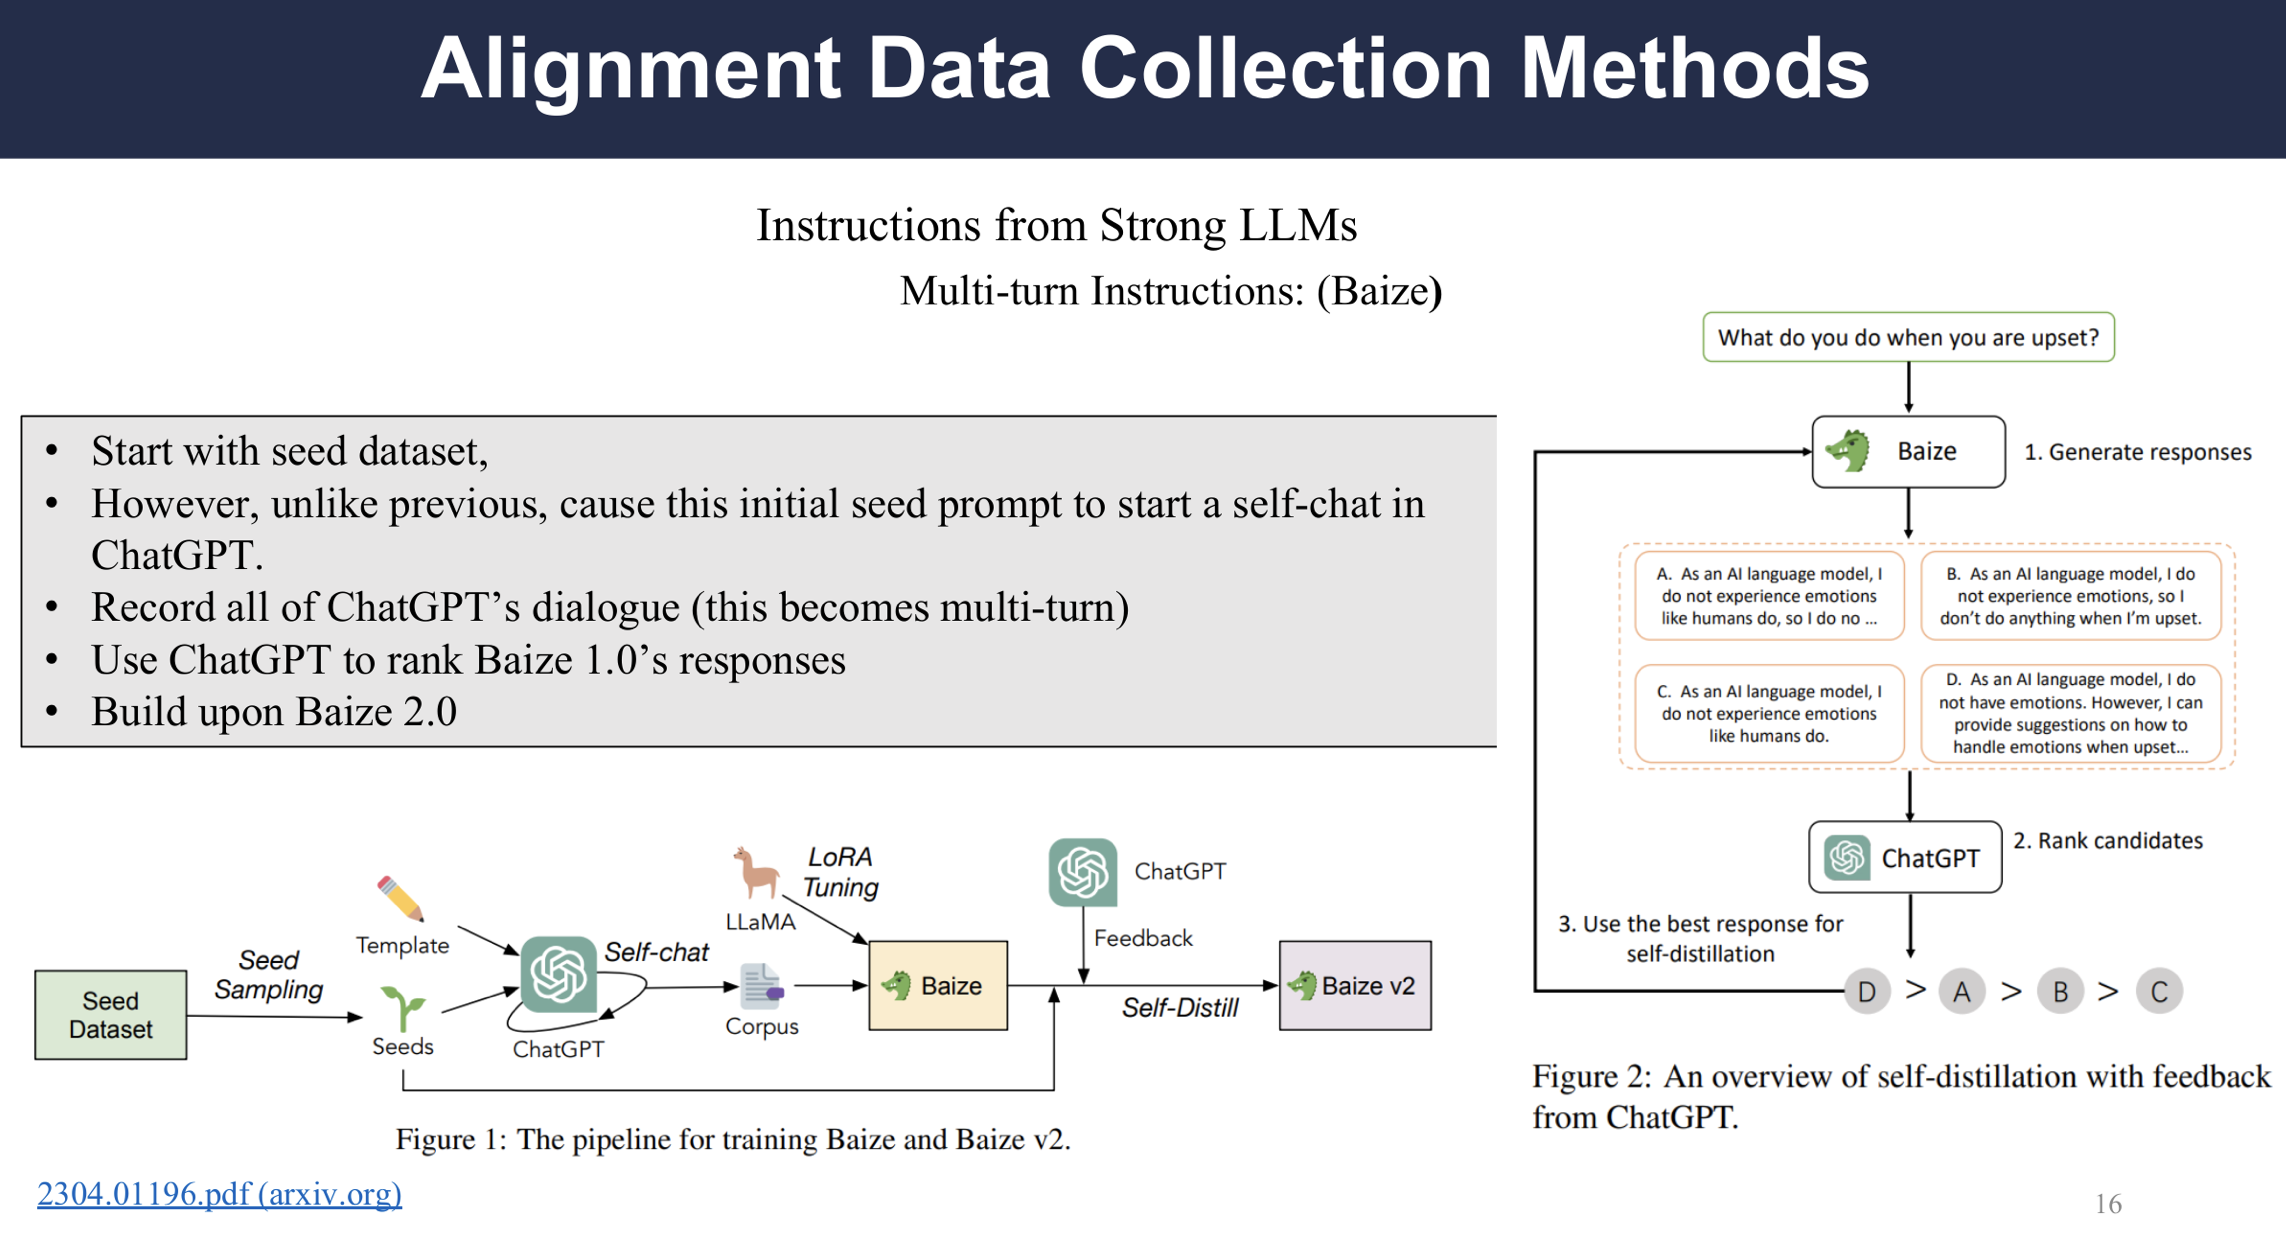 Alignment Data Collection Methods
Instructions from Strong LLMs
Multi-turn Instructions: (Baize)
• Start with seed dataset,
• However, unlike previous, cause this initial seed prompt to start a self-chat in
ChatGPT.
• Record all of ChatGPT’s dialogue (this becomes multi-turn)
• Use ChatGPT to rank Baize 1.0’s responses
• Build upon Baize 2.0
Seed
Dataset
Seed
Sampling
Template
Seeds
ChatGPT
Self-chat
LLaMA
LoRA
Tuning
Corpus
Baize
ChatGPT
Feedback
Self-Distill
Baize v2
Figure 1: The pipeline for training Baize and Baize v2.
What do you do when you are upset?
Baize
1. Generate responses
A. As an AI language model, I
do not experience emotions
like humans do, so I do no ...
B. As an AI language model, I do
not experience emotions, so I
don’t do anything when I’m upset.
C. As an AI language model, I
do not experience emotions
like humans do.
D. As an AI language model, I do
not have emotions. However, I can
provide suggestions on how to
handle emotions when upset...
ChatGPT
2. Rank candidates
3. Use the best response for
self-distillation
D > A > B > C
Figure 2: An overview of self-distillation with feedback
from ChatGPT.
2304.01196.pdf (arxiv.org)
16